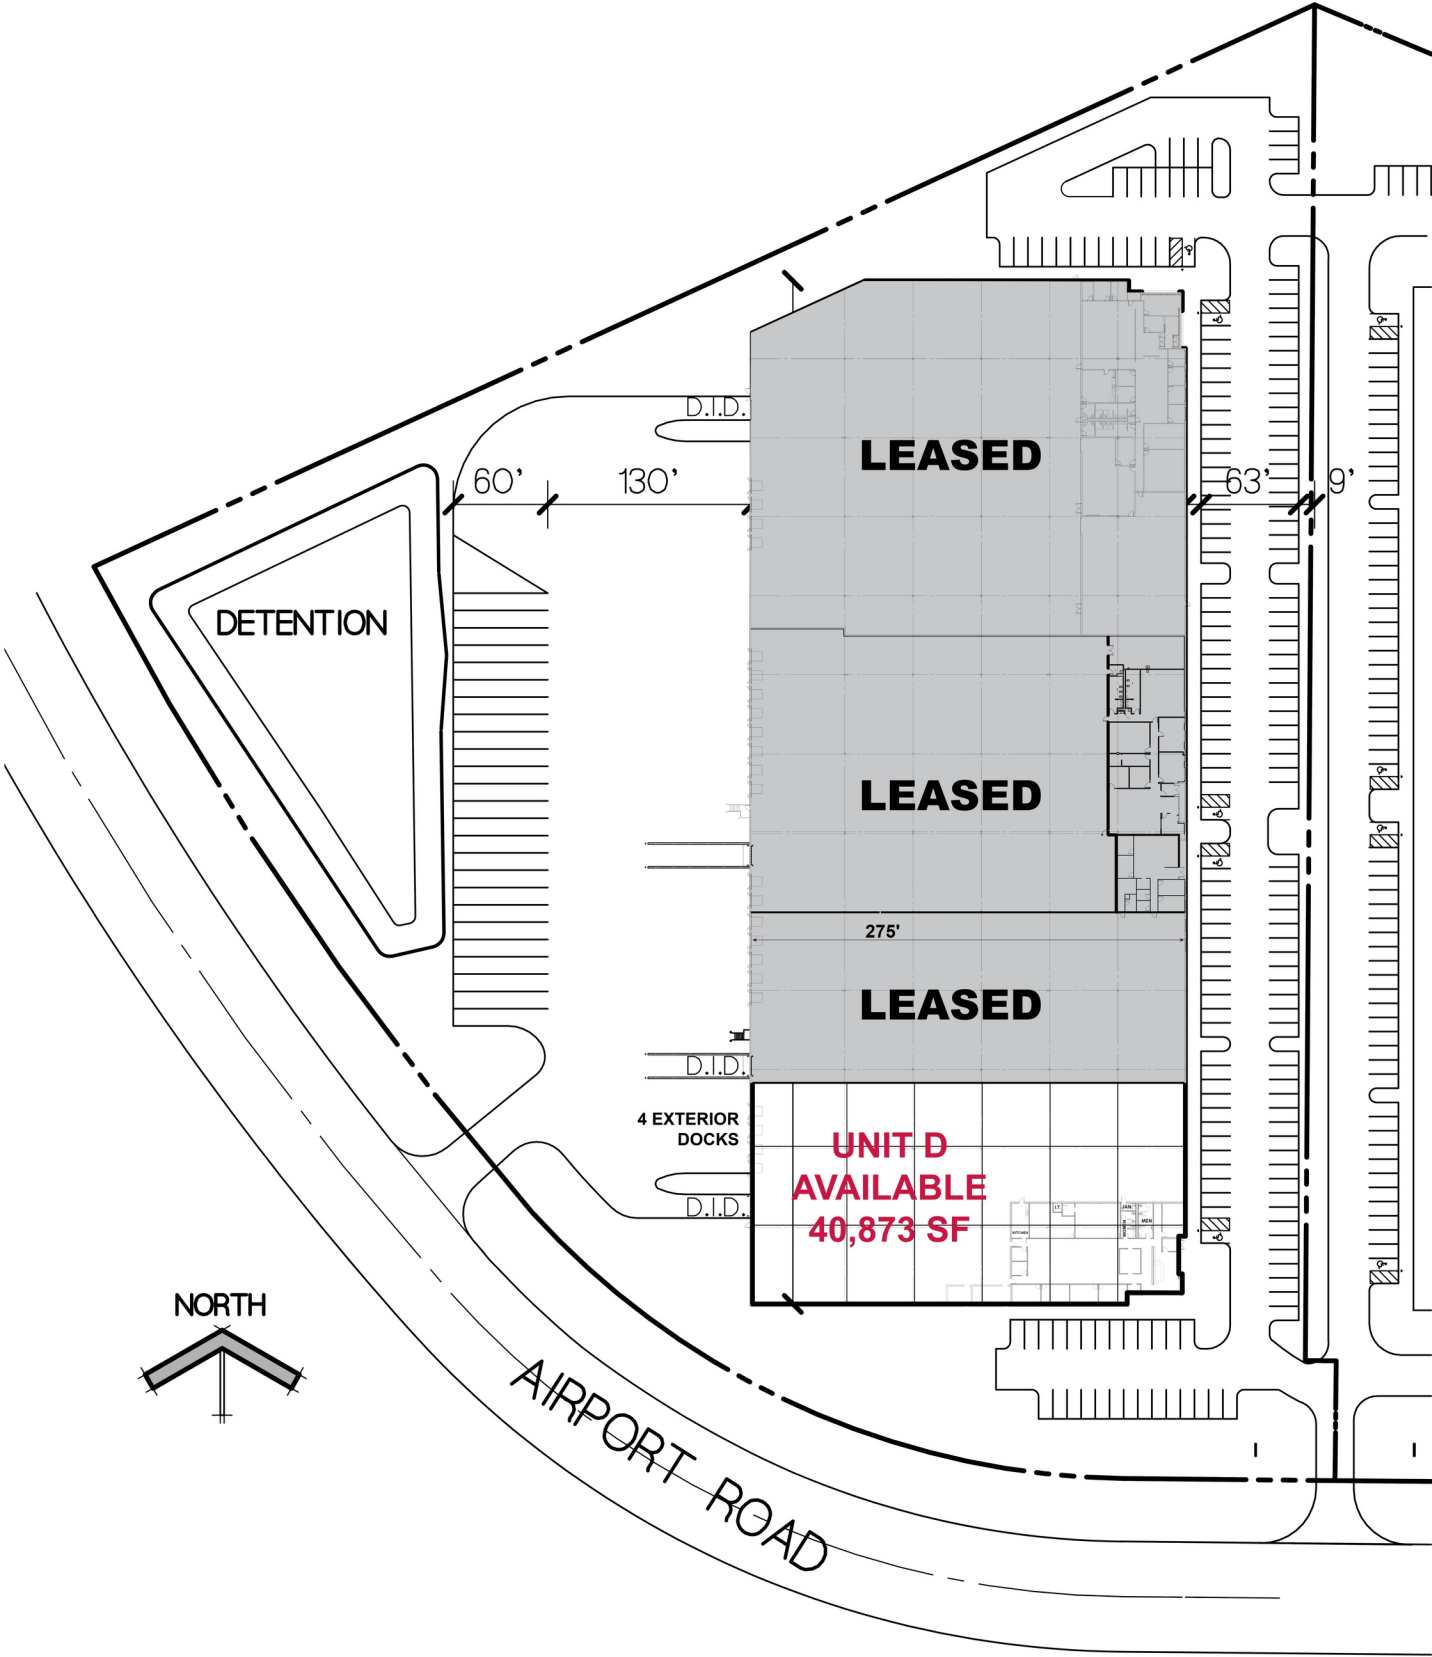 D.I.D.
LEASED
60'
130'
63'
9'
DETENTION
LEASED
275'
LEASED
D.I.D.
4 EXTERIOR
DOCKS
UNIT D
AVAILABLE
40,873 SF
D.I.D.
I.T.
JAN.
KITCHEN
WOMEN
MEN
NORTH
AIRPORT ROAD